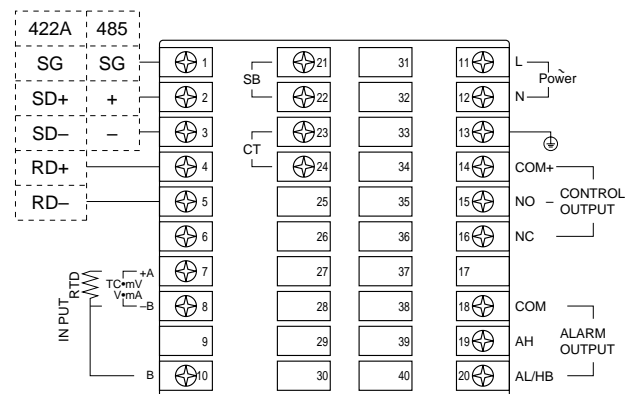 422A 485
SG SG 1 21 31 11 L
SB Power ~
SD+ + 2 22 32 12 N
SD– – 3 23 33 13
CT
RD+ 4 24 34 14 COM+
RD– 5 25 35 15 NO – CONTROL OUTPUT
6 26 36 16 NC
+A 7 27 37 17
RTD TC•mV
V•mA
IN PUT
–B 8 28 38 18 COM
9 29 39 19 AH ALARM OUTPUT
B 10 30 40 20 AL/HB